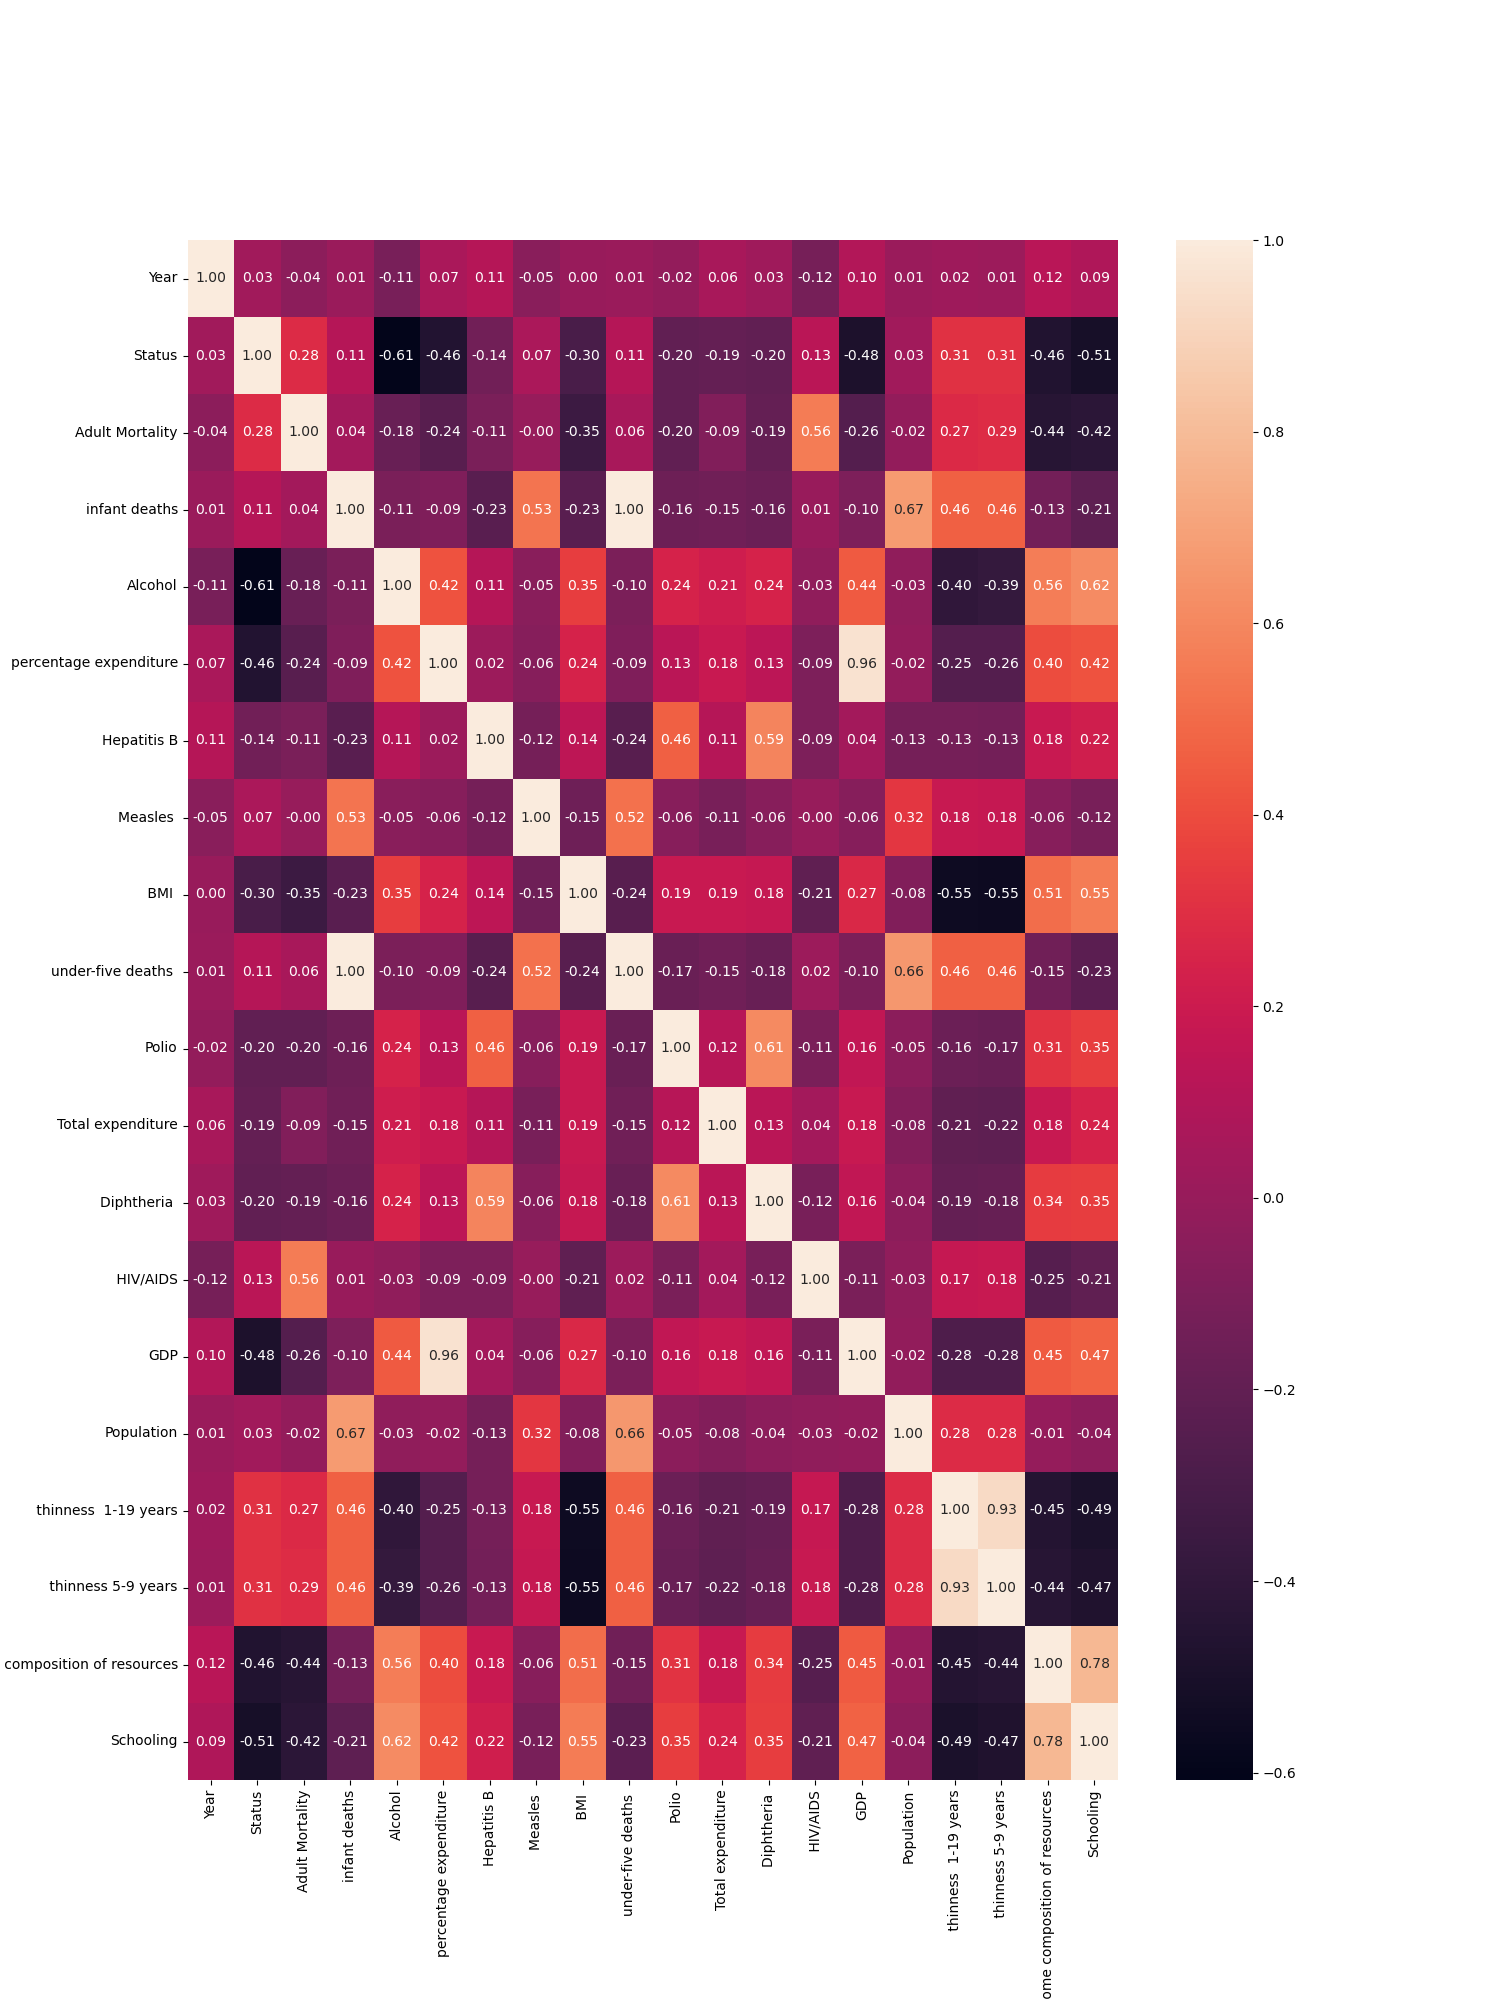 Year 1.00 0.03 -0.04 0.01 -0.11 0.07 0.11 -0.05 0.00 0.01 -0.02 0.06 0.03 -0.12 0.10 0.01 0.02 0.01 0.12 0.09
Status 0.03 1.00 0.28 0.11 -0.61 -0.46 -0.14 0.07 -0.30 0.11 -0.20 -0.19 -0.20 0.13 -0.48 0.03 0.31 0.31 -0.46 -0.51
Adult Mortality -0.04 0.28 1.00 0.04 -0.18 -0.24 -0.11 -0.00 -0.35 0.06 -0.20 -0.09 -0.19 0.56 -0.26 -0.02 0.27 0.29 -0.44 -0.42
infant deaths 0.01 0.11 0.04 1.00 -0.11 -0.09 -0.23 0.53 -0.23 1.00 -0.16 -0.15 -0.16 0.01 -0.10 0.67 0.46 0.46 -0.13 -0.21
Alcohol -0.11 -0.61 -0.18 -0.11 1.00 0.42 0.11 -0.05 0.35 -0.10 0.24 0.21 0.24 -0.03 0.44 -0.03 -0.40 -0.39 0.56 0.62
percentage expenditure 0.07 -0.46 -0.24 -0.09 0.42 1.00 0.02 -0.06 0.24 -0.09 0.13 0.18 0.13 -0.09 0.96 -0.02 -0.25 -0.26 0.40 0.42
Hepatitis B 0.11 -0.14 -0.11 -0.23 0.11 0.02 1.00 -0.12 0.14 -0.24 0.46 0.11 0.59 -0.09 0.04 -0.13 -0.13 -0.13 0.18 0.22
Measles -0.05 0.07 -0.00 0.53 -0.05 -0.06 -0.12 1.00 -0.15 0.52 -0.06 -0.11 -0.06 -0.00 -0.06 0.32 0.18 0.18 -0.06 -0.12
BMI 0.00 -0.30 -0.35 -0.23 0.35 0.24 0.14 -0.15 1.00 -0.24 0.19 0.19 0.18 -0.21 0.27 -0.08 -0.55 -0.55 0.51 0.55
under-five deaths 0.01 0.11 0.06 1.00 -0.10 -0.09 -0.24 0.52 -0.24 1.00 -0.17 -0.15 -0.18 0.02 -0.10 0.66 0.46 0.46 -0.15 -0.23
Polio -0.02 -0.20 -0.20 -0.16 0.24 0.13 0.46 -0.06 0.19 -0.17 1.00 0.12 0.61 -0.11 0.16 -0.05 -0.16 -0.17 0.31 0.35
Total expenditure 0.06 -0.19 -0.09 -0.15 0.21 0.18 0.11 -0.11 0.19 -0.15 0.12 1.00 0.13 0.04 0.18 -0.08 -0.21 -0.22 0.18 0.24
Diphtheria 0.03 -0.20 -0.19 -0.16 0.24 0.13 0.59 -0.06 0.18 -0.18 0.61 0.13 1.00 -0.12 0.16 -0.04 -0.19 -0.18 0.34 0.35
HIV/AIDS -0.12 0.13 0.56 0.01 -0.03 -0.09 -0.09 -0.00 -0.21 0.02 -0.11 0.04 -0.12 1.00 -0.11 -0.03 0.17 0.18 -0.25 -0.21
GDP 0.10 -0.48 -0.26 -0.10 0.44 0.96 0.04 -0.06 0.27 -0.10 0.16 0.18 0.16 -0.11 1.00 -0.02 -0.28 -0.28 0.45 0.47
Population 0.01 0.03 -0.02 0.67 -0.03 -0.02 -0.13 0.32 -0.08 0.66 -0.05 -0.08 -0.04 -0.03 -0.02 1.00 0.28 0.28 -0.01 -0.04
thinness  1-19 years 0.02 0.31 0.27 0.46 -0.40 -0.25 -0.13 0.18 -0.55 0.46 -0.16 -0.21 -0.19 0.17 -0.28 0.28 1.00 0.93 -0.45 -0.49
thinness 5-9 years 0.01 0.31 0.29 0.46 -0.39 -0.26 -0.13 0.18 -0.55 0.46 -0.17 -0.22 -0.18 0.18 -0.28 0.28 0.93 1.00 -0.44 -0.47
composition of resources 0.12 -0.46 -0.44 -0.13 0.56 0.40 0.18 -0.06 0.51 -0.15 0.31 0.18 0.34 -0.25 0.45 -0.01 -0.45 -0.44 1.00 0.78
Schooling 0.09 -0.51 -0.42 -0.21 0.62 0.42 0.22 -0.12 0.55 -0.23 0.35 0.24 0.35 -0.21 0.47 -0.04 -0.49 -0.47 0.78 1.00
Year
Status
Adult Mortality
infant deaths
Alcohol
percentage expenditure
Hepatitis B
Measles
BMI
under-five deaths
Polio
Total expenditure
Diphtheria
HIV/AIDS
GDP
Population
thinness  1-19 years
thinness 5-9 years
ome composition of resources
Schooling
1.0
0.8
0.6
0.4
0.2
0.0
−0.2
−0.4
−0.6